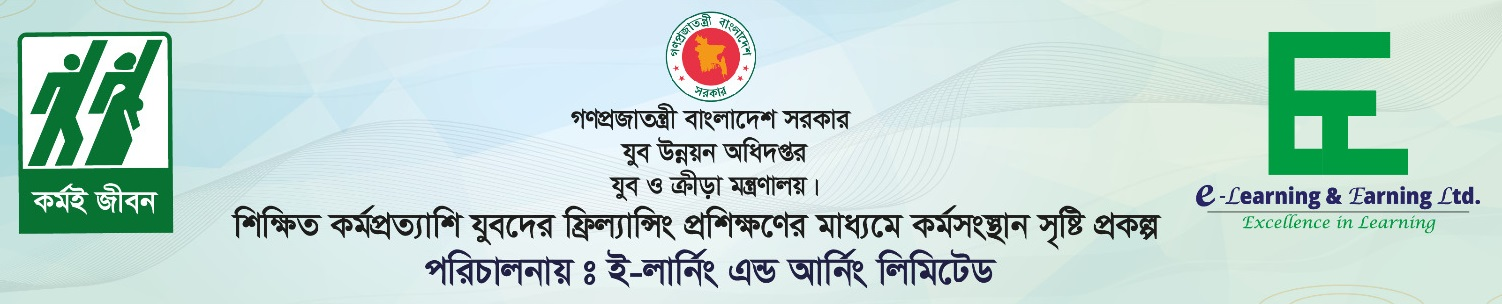 গণপ্রজাতন্ত্রী বাংলাদেশ
সরকার
গণপ্রজাতন্ত্রী বাংলাদেশ সরকার
যুব উন্নয়ন অধিদপ্তর
যুব ও ক্রীড়া মন্ত্রণালয়।
শিক্ষিত কর্মপ্রত্যাশি যুবদের ফ্রিল্যান্সিং প্রশিক্ষণের মাধ্যমে কর্মসংস্থান সৃষ্টি প্রকল্প
পরিচালনায় ঃ ই-লার্নিং এন্ড আর্নিং লিমিটেড
কর্মই জীবন
e-Learning & Earning Ltd.
Excellence in Learning